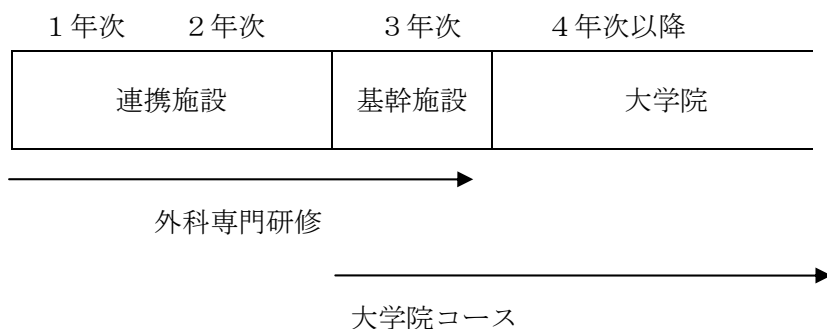 １年次　２年次　３年次　４年次以降
連携施設　基幹施設　大学院
外科専門研修
大学院コース